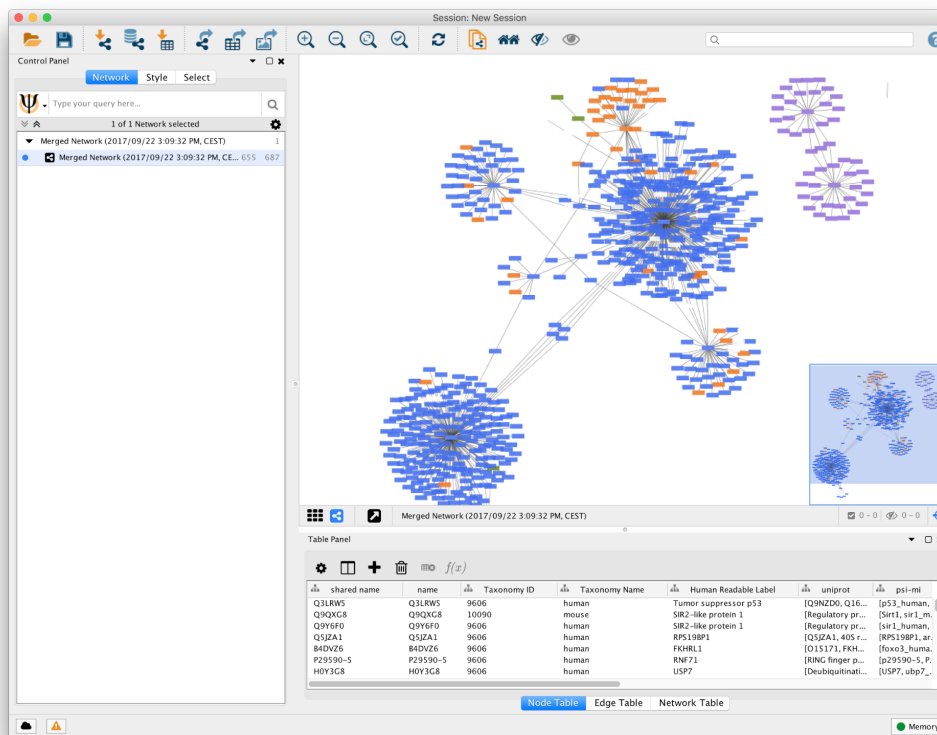 Session: New Session
Control Panel
Network Style Select
Type your query here...
1 of 1 Network selected
Merged Network (2017/09/22 3:09:32 PM, CEST) 1
Merged Network (2017/09/22 3:09:32 PM, CE... 655 687
Merged Network (2017/09/22 3:09:32 PM, CEST) 0 - 0 0 - 0
Table Panel
f(x)
shared name name Taxonomy ID Taxonomy Name Human Readable Label uniprot psi-mi
Q3LRW5 Q3LRW5 9606 human Tumor suppressor p53 [Q9NZD0, Q16... [p53_human,
Q9QXG8 Q9QXG8 10090 mouse SIR2-like protein 1 [Regulatory pr... [Sirt1, sir1_m.
Q9Y6F0 Q9Y6F0 9606 human SIR2-like protein 1 [Regulatory pr... [sir1_human,
Q5JZA1 Q5JZA1 9606 human RPS19BP1 [Q5JZA1, 40S r... [RPS19BP1, ar.
B4DVZ6 B4DVZ6 9606 human FKHRL1 [O15171, FKH... [foxo3_huma.
P29590-5 P29590-5 9606 human RNF71 [RING finger p... [p29590-5, P.
H0Y3G8 H0Y3G8 9606 human USP7 [Deubiquitinati... [USP7, ubp7_.
Node Table Edge Table Network Table
Memory